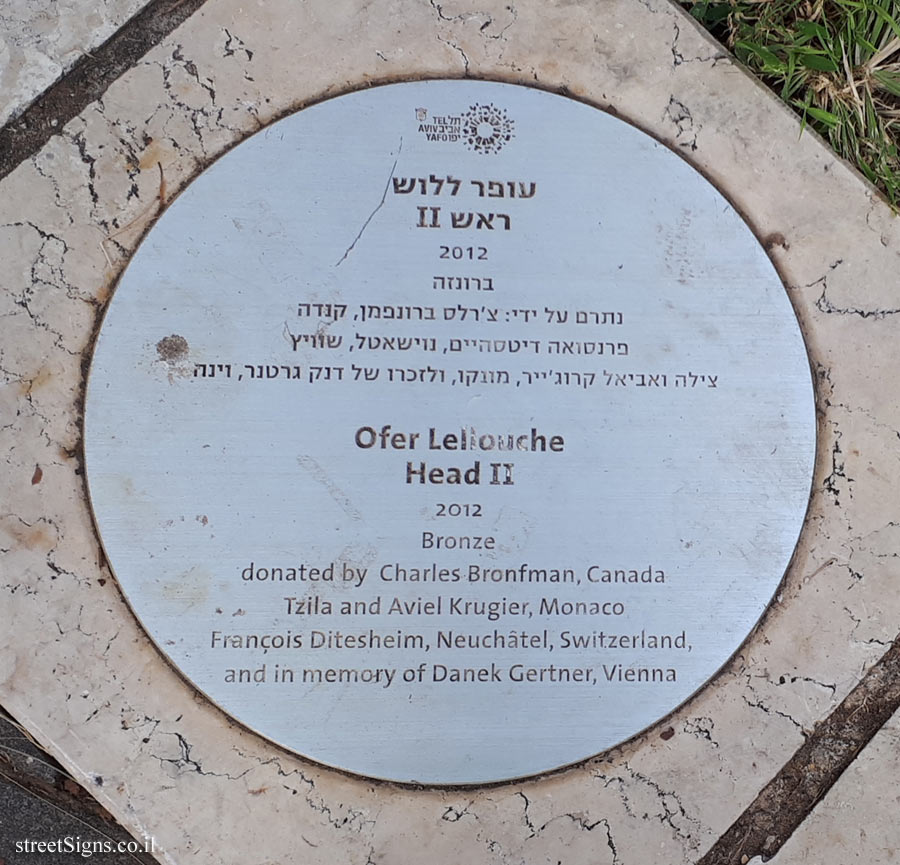 TEL תל
AVIV אביב
YAFO יפו
עופר ללוש
ראש II
2012
ברונזה
נתרם על ידי: צ'רלס ברונפמן, קנדה
פרנסואה דיטסהיים, נוישאטל, שוויץ
צילה ואביאל קרוג'ייר, מונקו, ולזכרו של דנק גרטנר, וינה
Ofer Lellouche
Head II
2012
Bronze
donated by Charles Bronfman, Canada
Tzila and Aviel Krugier, Monaco
François Ditesheim, Neuchâtel, Switzerland,
and in memory of Danek Gertner, Vienna
streetSigns.co.il